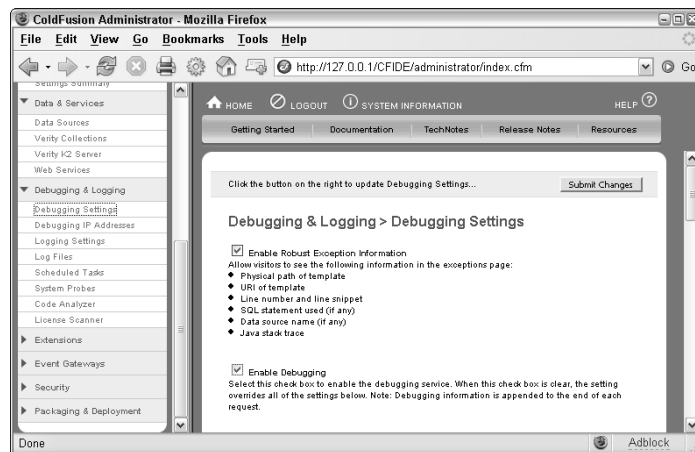 ColdFusion Administrator - Mozilla Firefox
File Edit View Go Bookmarks Tools Help
http://127.0.0.1/CFIDE/administrator/index.cfm Go
Settings Summary
Data & Services
Data Sources
Verity Collections
Verity K2 Server
Web Services
Debugging & Logging
Debugging Settings
Debugging IP Addresses
Logging Settings
Log Files
Scheduled Tasks
System Probes
Code Analyzer
License Scanner
Extensions
Event Gateways
Security
Packaging & Deployment
HOME LOGOUT SYSTEM INFORMATION HELP
Getting Started Documentation TechNotes Release Notes Resources
Click the button on the right to update Debugging Settings... Submit Changes
Debugging & Logging > Debugging Settings
Enable Robust Exception Information
Allow visitors to see the following information in the exceptions page:
Physical path of template
URI of template
Line number and line snippet
SQL statement used (if any)
Data source name (if any)
Java stack trace
Enable Debugging
Select this check box to enable the debugging service. When this check box is clear, the setting
overrides all of the settings below. Note: Debugging information is appended to the end of each
request.
Done Adblock